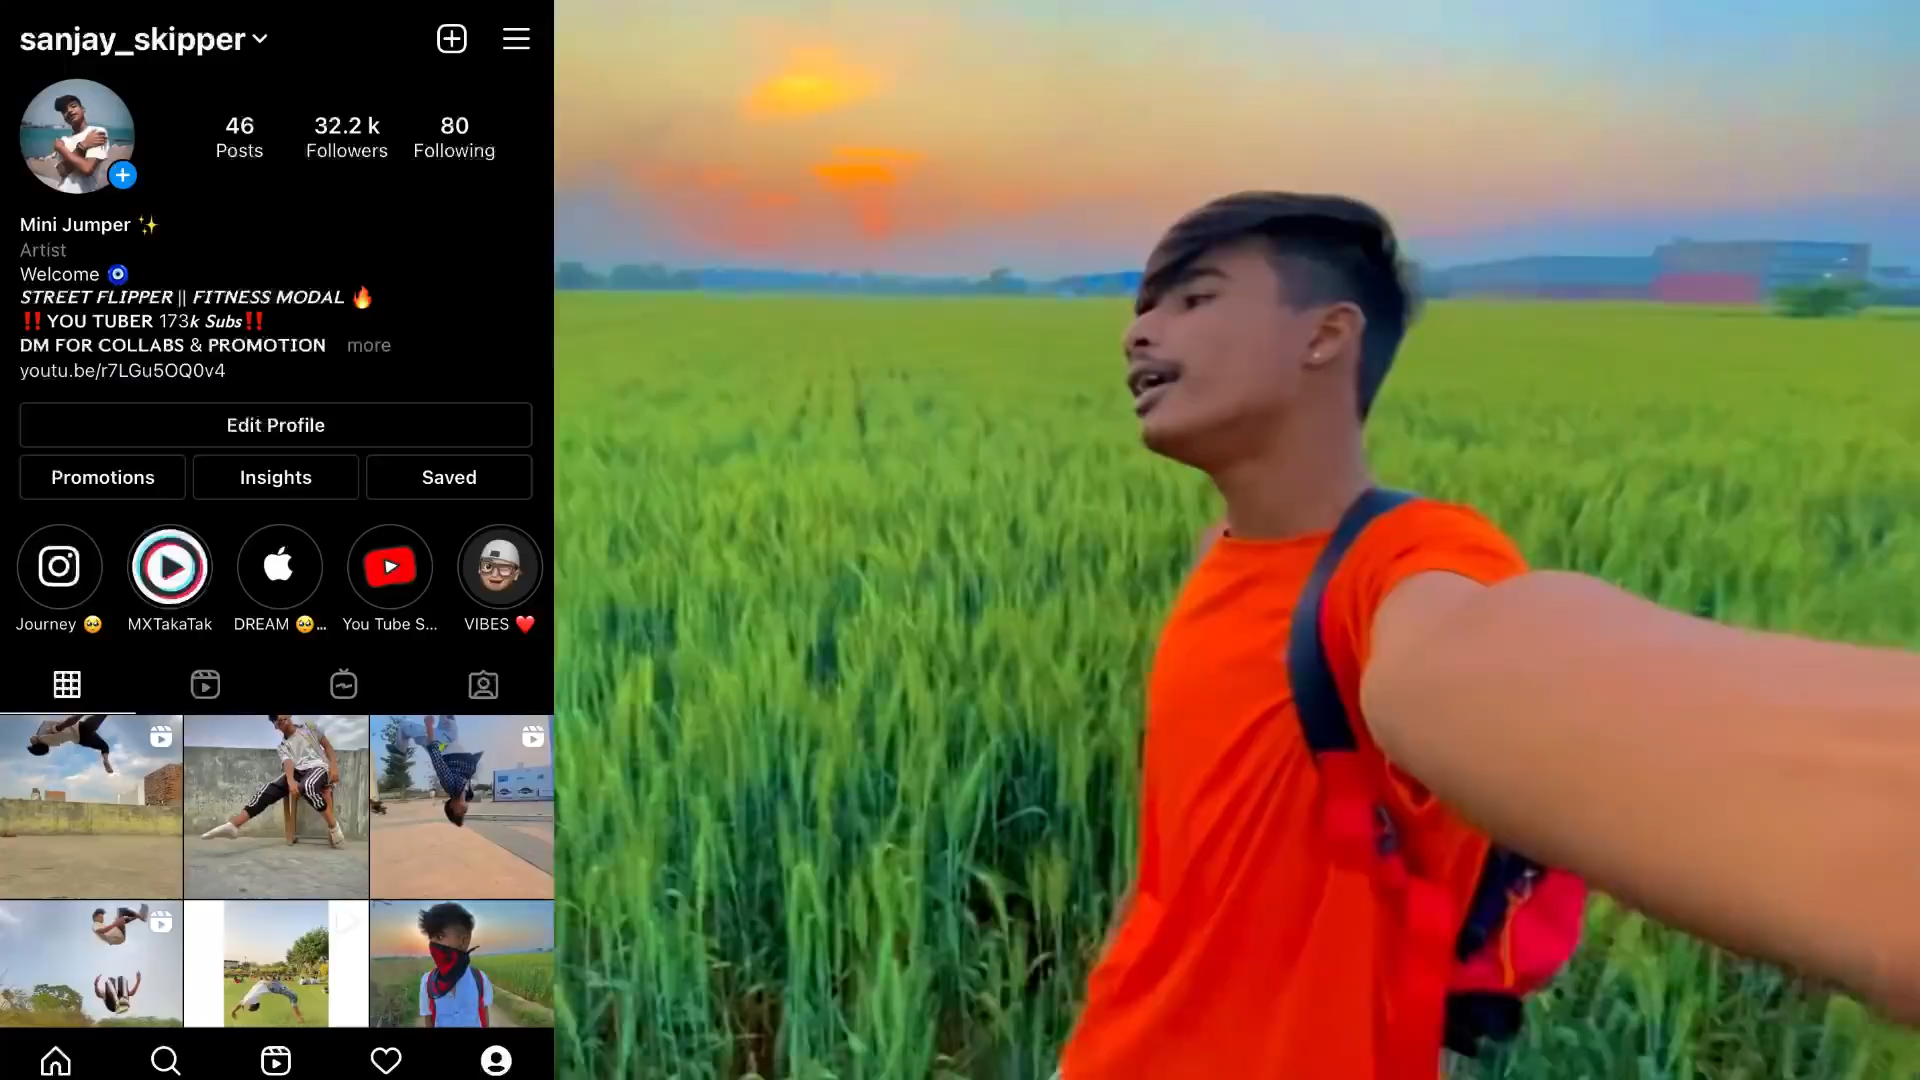 sanjay_skipper
46
Posts
32.2 k
Followers
80
Following
Mini Jumper ✨
Artist
Welcome 🧿
STREET FLIPPER || FITNESS MODAL 🔥
‼️YOU TUBER 173k Subs‼️
DM FOR COLLABS & PROMOTION more
youtu.be/r7LGu5OQ0v4
Edit Profile
Promotions Insights Saved
Journey 🥺 MXTakaTak DREAM 🥺... You Tube S... VIBES ❤️